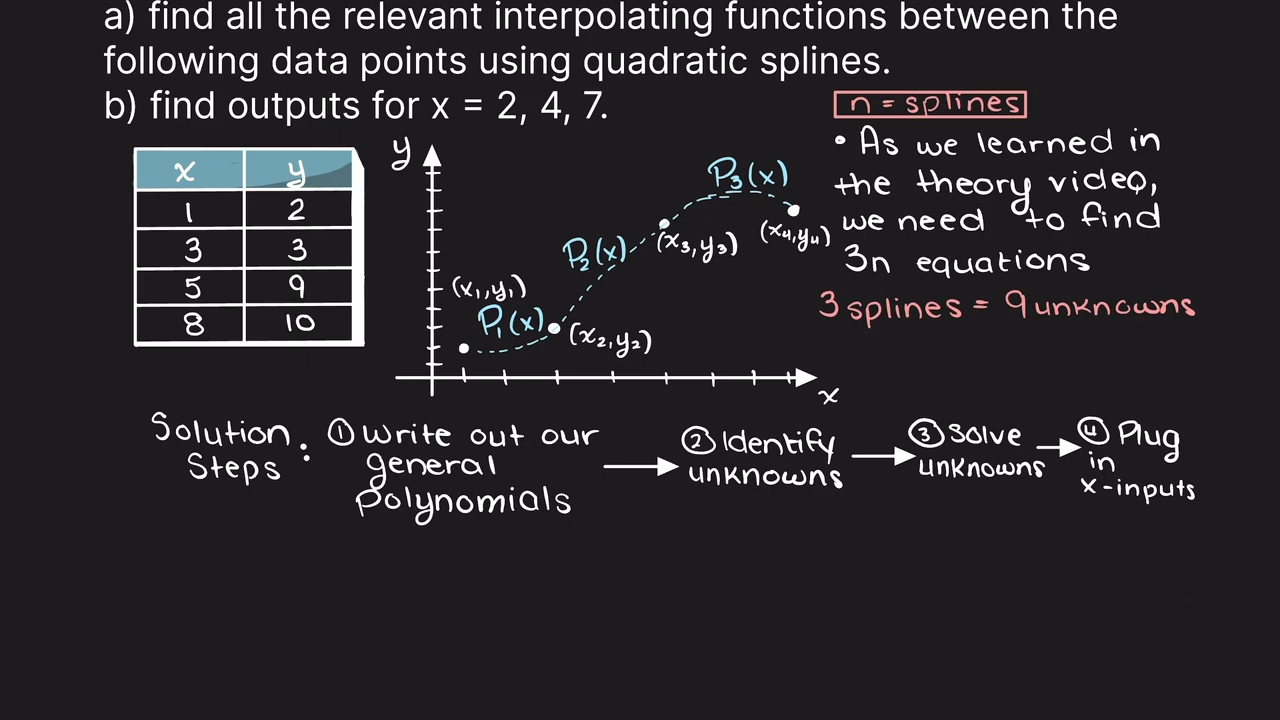 a) find all the relevant interpolating functions between the
following data points using quadratic splines.
b) find outputs for x = 2, 4, 7.
n = splines
• As we learned in
the theory video,
we need to find
3n equations
3 splines = 9 unknowns
x y
1 2
3 3
5 9
8 10
y
P₃(x)
P₂(x)
(x₃,y₃)
(x₄,y₄)
(x₁,y₁)
P₁(x)
(x₂,y₂)
x
Solution
Steps :
① Write out our
general
polynomials
② Identify
unknowns
③ Solve
unknowns
④ Plug
in
x-inputs